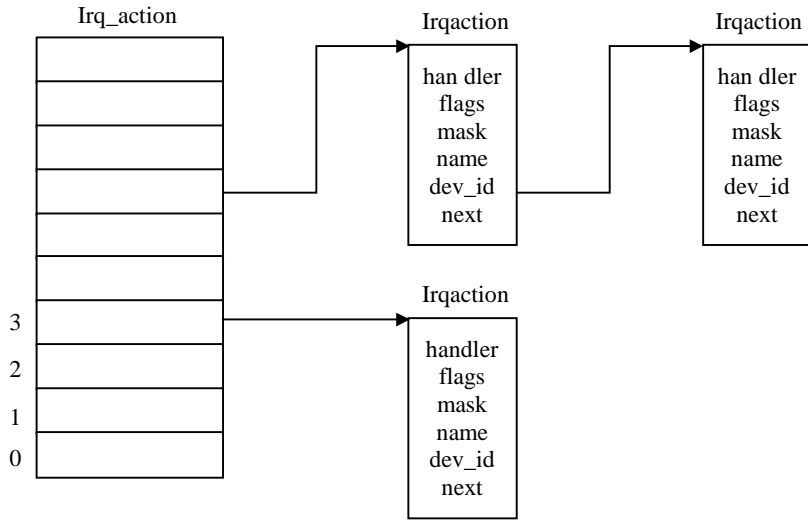 Irq_action
Irqaction
Irqaction
han dler
flags
mask
name
dev_id
next
han dler
flags
mask
name
dev_id
next
Irqaction
3
2
1
0
handler
flags
mask
name
dev_id
next